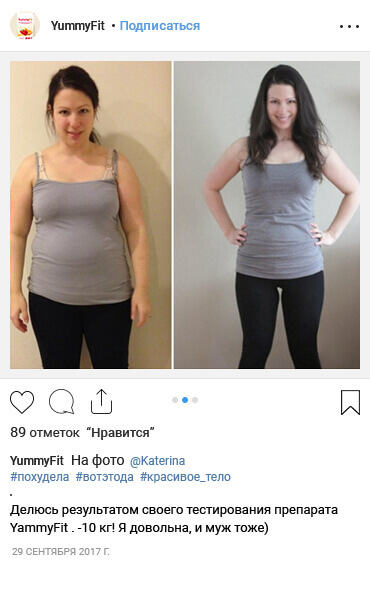 YummyFit • Подписаться
89 отметок “Нравится”
YummyFit На фото @Katerina
#похудела #вотэтода #красивое_тело
.
Делюсь результатом своего тестирования препарата
YammyFit . -10 кг! Я довольна, и муж тоже)
29 СЕНТЯБРЯ 2017 Г.